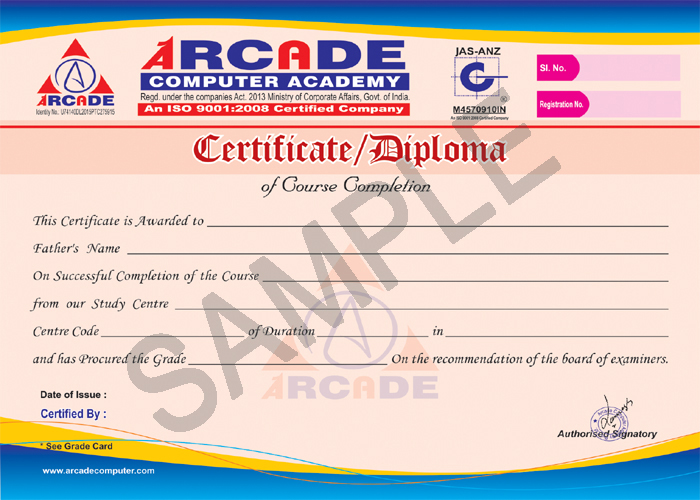 ARCADE
Identity No.: UF4140DL2015PTC275615
ARCADE
COMPUTER ACADEMY
Regd. under the companies Act. 2013 Ministry of Corporate Affairs, Govt. of India.
An ISO 9001:2008 Certified Company
JAS-ANZ
C
®
M4570910IN
An ISO 9001:2008 Certified Company
Sl. No.
Registration No.
Certificate/Diploma
of Course Completion
SAMPLE
This Certificate is Awarded to
Father's Name
On Successful Completion of the Course
from our Study Centre
Centre Code of Duration in
and has Procured the Grade On the recommendation of the board of examiners.
ARCADE
Date of Issue :
Certified By :
Authorised Signatory
* See Grade Card
www.arcadecomputer.com